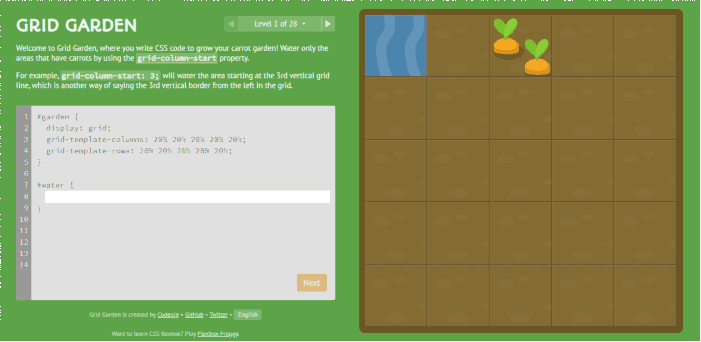 GRID GARDEN
Level 1 of 28
Welcome to Grid Garden, where you write CSS code to grow your carrot garden! Water only the
areas that have carrots by using the grid-column-start property.
For example, grid-column-start: 3; will water the area starting at the 3rd vertical grid
line, which is another way of saying the 3rd vertical border from the left in the grid.
1 #garden {
2 display: grid;
3 grid-template-columns: 20% 20% 20% 20% 20%;
4 grid-template-rows: 20% 20% 20% 20% 20%;
5 }
6
7 #water {
8
9 }
10
11
12
13
14
Next
Grid Garden is created by Codepip • GitHub • Twitter • English
Want to learn CSS flexbox? Play Flexbox Froggy.